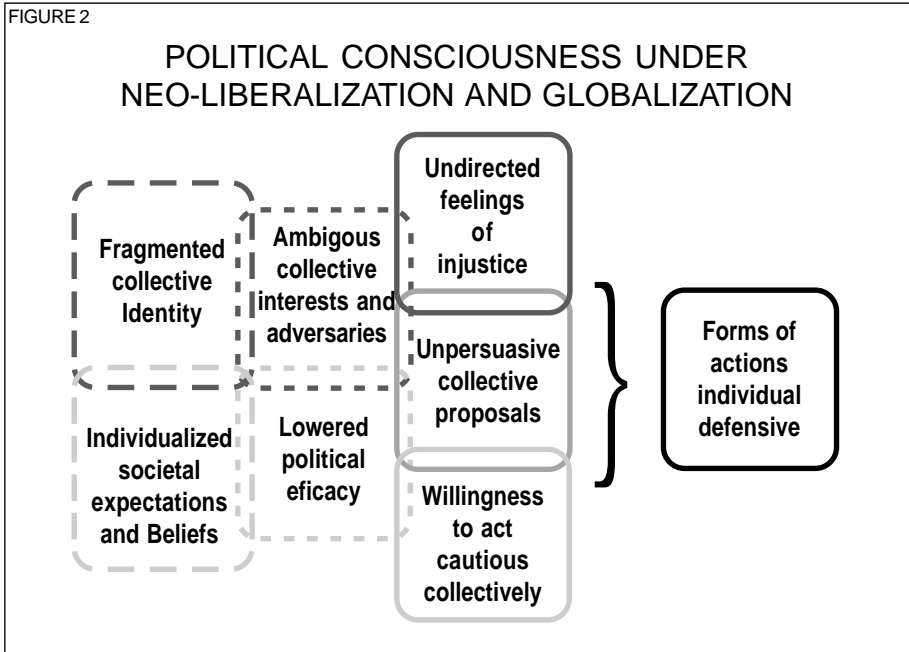 FIGURE 2
POLITICAL CONSCIOUSNESS UNDER
NEO-LIBERALIZATION AND GLOBALIZATION
Fragmented
collective
Identity
Individualized
societal
expectations
and Beliefs
Ambigous
collective
interests and
adversaries
Lowered
political
eficacy
Undirected
feelings
of
injustice
Unpersuasive
collective
proposals
Willingness
to act
cautious
collectively
}
Forms of
actions
individual
defensive